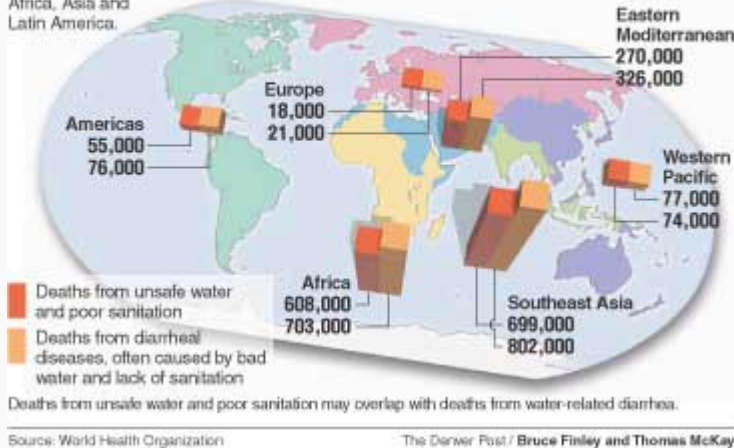 Africa, Asia and
Latin America.
Eastern
Mediterranean
270,000
326,000
Europe
18,000
21,000
Americas
55,000
76,000
Western
Pacific
77,000
74,000
Africa
608,000
703,000
Southeast Asia
699,000
802,000
Deaths from unsafe water
and poor sanitation
Deaths from diarrheal
diseases, often caused by bad
water and lack of sanitation
Deaths from unsafe water and poor sanitation may overlap with deaths from water-related diarrhea.
Source: World Health Organization
The Denver Post / Bruce Finley and Thomas McKay